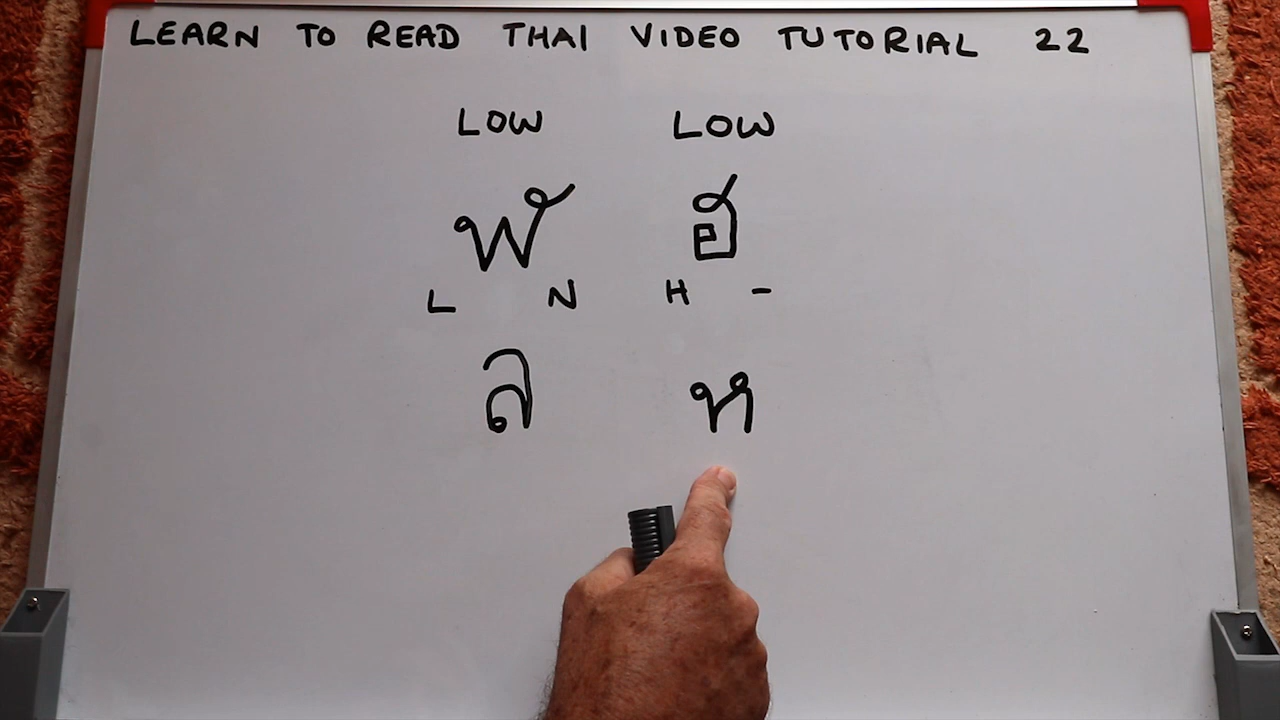 LEARN TO READ THAI VIDEO TUTORIAL 22
LOW LOW
ฬ ฮ
L N H -
ล ห